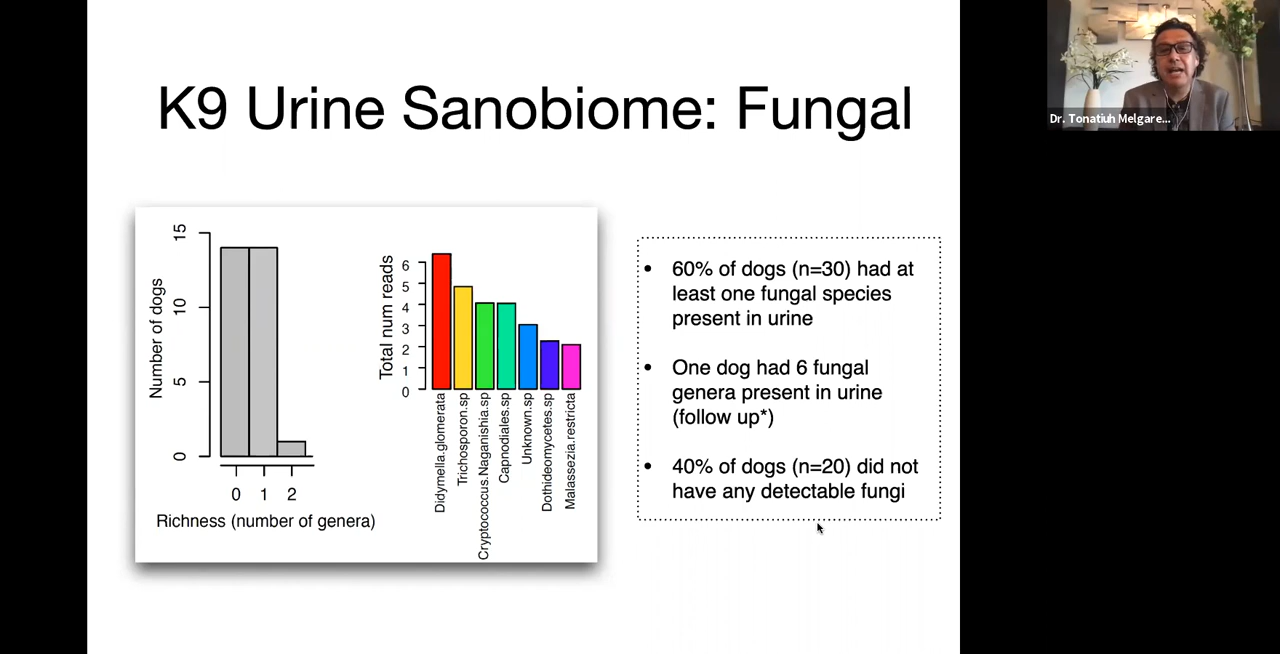 K9 Urine Sanobiome: Fungal
Dr. Tonatiuh Melgare...
Number of dogs
15
10
5
0
0 1 2
Richness (number of genera)
Total num reads
6
5
4
3
2
1
0
Didymella.glomerata
Trichosporon.sp
Cryptococcus.Naganishia.sp
Capnodiales.sp
Unknown.sp
Dothideomycetes.sp
Malassezia.restricta
• 60% of dogs (n=30) had at
least one fungal species
present in urine
• One dog had 6 fungal
genera present in urine
(follow up*)
• 40% of dogs (n=20) did not
have any detectable fungi